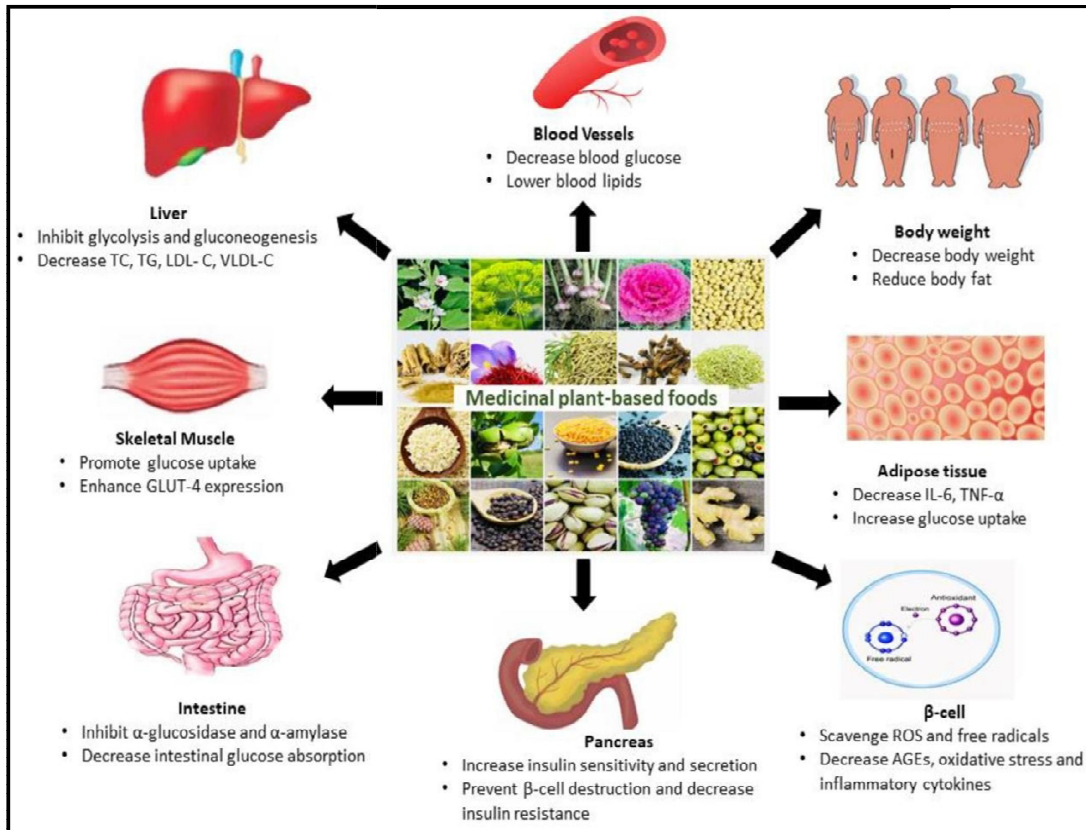 Blood Vessels
• Decrease blood glucose
• Lower blood lipids
Liver
• Inhibit glycolysis and gluconeogenesis
• Decrease TC, TG, LDL- C, VLDL-C
Body weight
• Decrease body weight
• Reduce body fat
Medicinal plant-based foods
Skeletal Muscle
• Promote glucose uptake
• Enhance GLUT-4 expression
Adipose tissue
• Decrease IL-6, TNF-α
• Increase glucose uptake
Intestine
• Inhibit α-glucosidase and α-amylase
• Decrease intestinal glucose absorption
Pancreas
• Increase insulin sensitivity and secretion
• Prevent β-cell destruction and decrease
insulin resistance
Antioxidant
Electron
Free radical
β-cell
• Scavenge ROS and free radicals
• Decrease AGEs, oxidative stress and
inflammatory cytokines